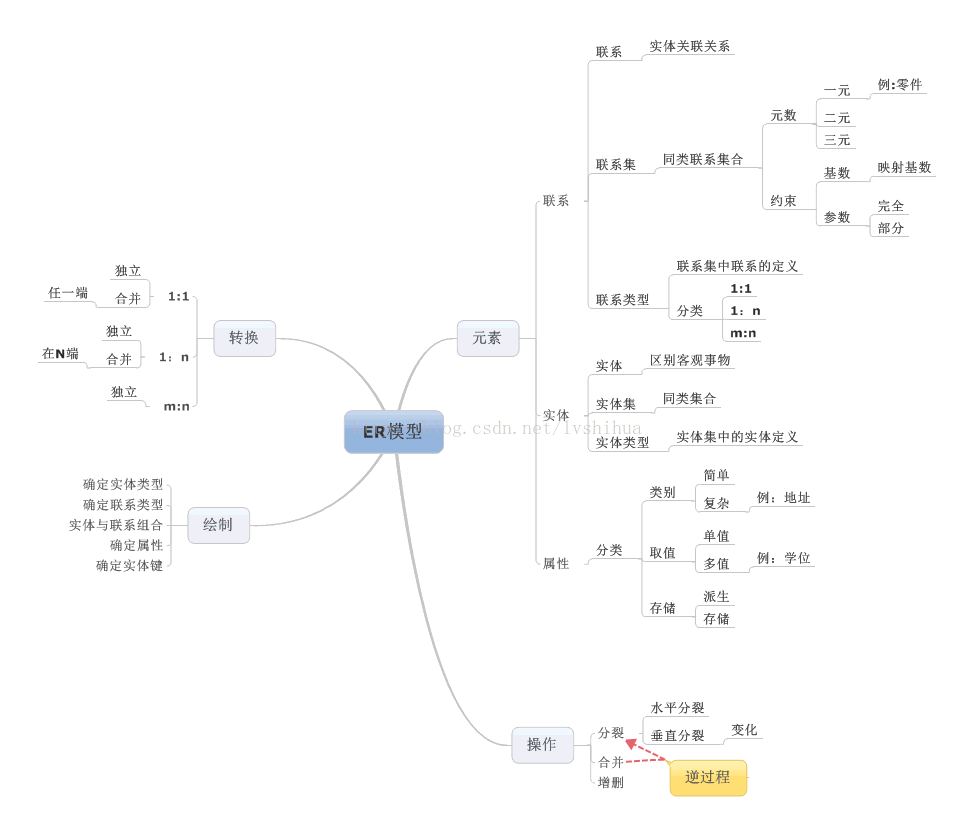 ER模型
http://blog.csdn.net/lvshihua
元素
联系
联系
实体关联关系
联系集
同类联系集合
元数
一元
例:零件
二元
三元
约束
基数
映射基数
参数
完全
部分
联系类型
联系集中联系的定义
分类
1:1
1：n
m:n
实体
实体
区别客观事物
实体集
同类集合
实体类型
实体集中的实体定义
属性
分类
类别
简单
复杂
例：地址
取值
单值
多值
例：学位
存储
派生
存储
操作
分裂
水平分裂
垂直分裂
变化
合并
增删
逆过程
转换
1:1
独立
合并
任一端
1：n
独立
合并
在N端
m:n
独立
绘制
确定实体类型
确定联系类型
实体与联系组合
确定属性
确定实体键